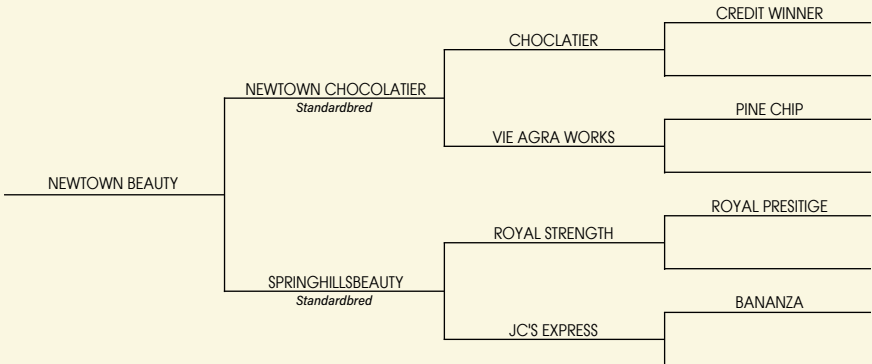 CREDIT WINNER
CHOCLATIER
NEWTOWN CHOCOLATIER
Standardbred
PINE CHIP
VIE AGRA WORKS
NEWTOWN BEAUTY
ROYAL PRESITIGE
ROYAL STRENGTH
SPRINGHILLSBEAUTY
Standardbred
BANANZA
JC'S EXPRESS